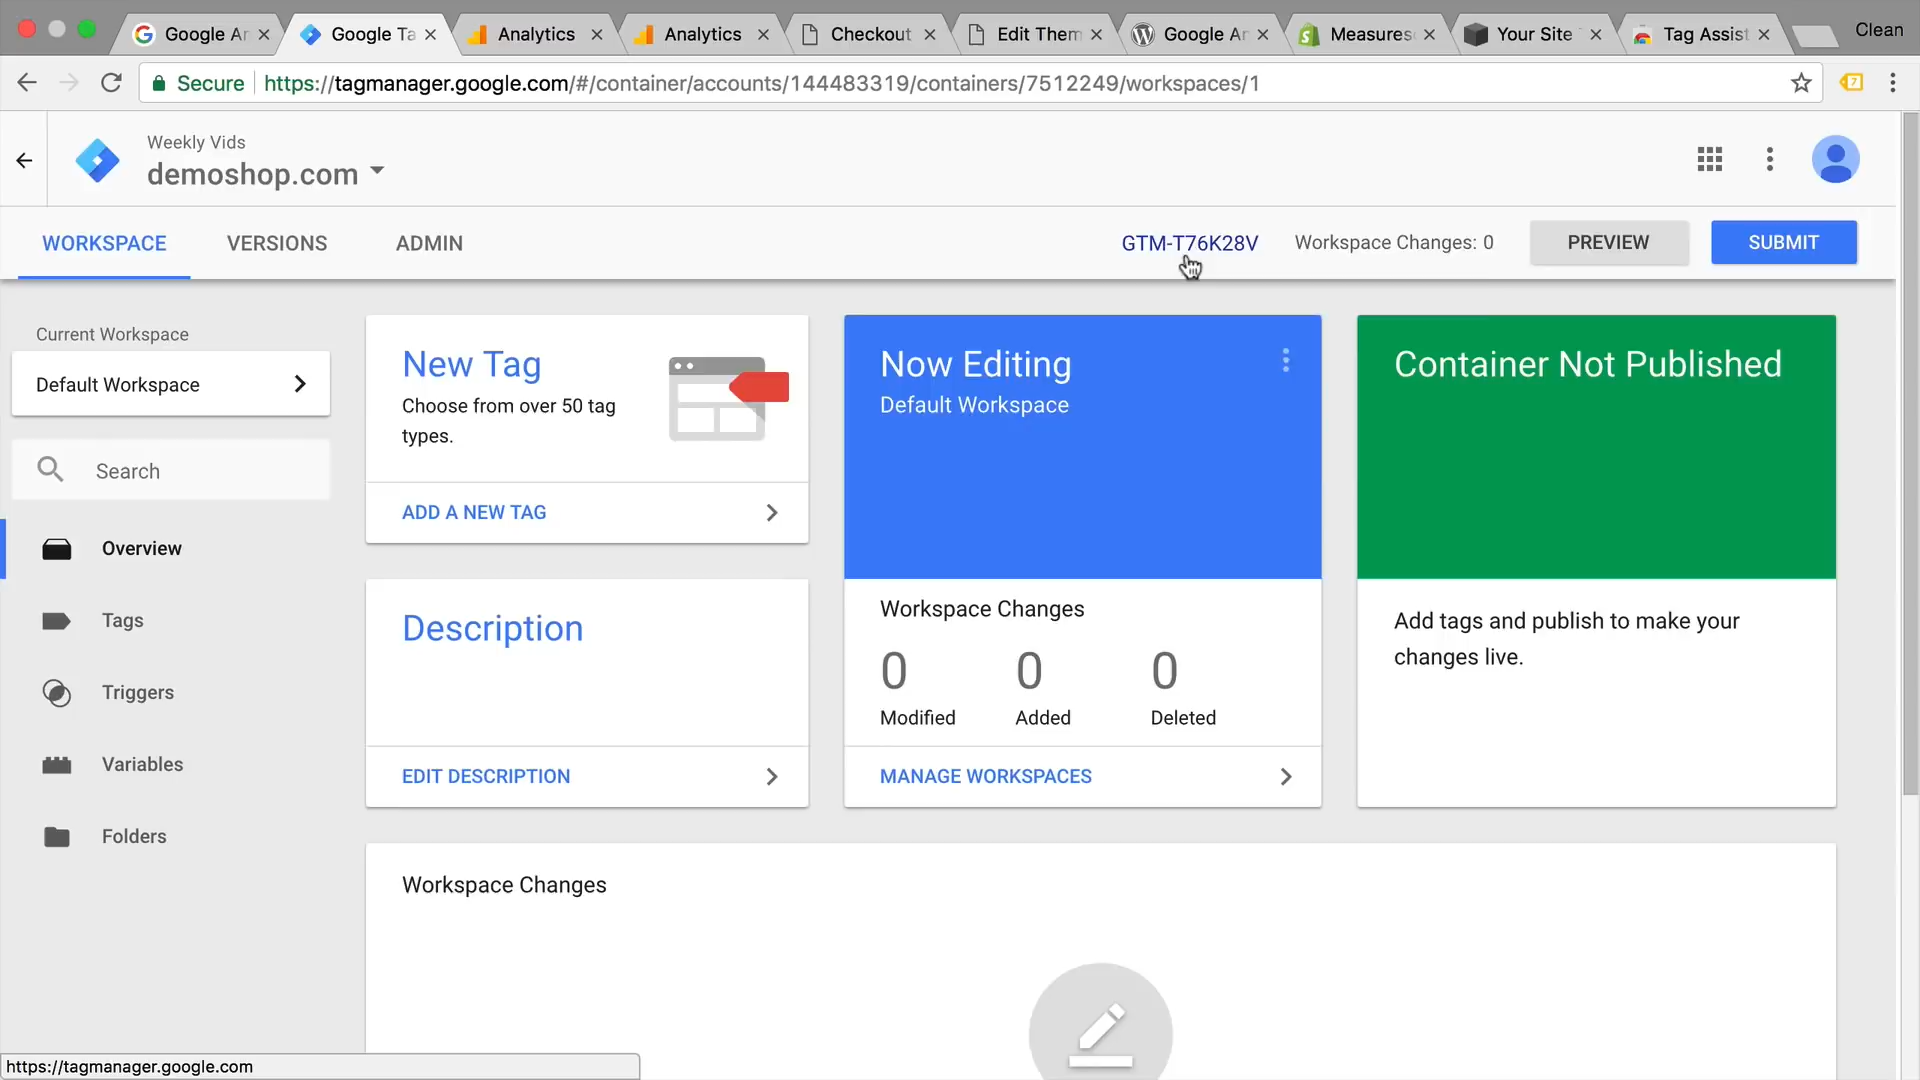 Google Ar
Google Ta
Analytics
Analytics
Checkout
Edit Them
Google Ar
Measures
Your Site
Tag Assist
Clean
Secure
https://tagmanager.google.com/#/container/accounts/144483319/containers/7512249/workspaces/1
7
Weekly Vids
demoshop.com
WORKSPACE
VERSIONS
ADMIN
GTM-T76K28V
Workspace Changes: 0
PREVIEW
SUBMIT
Current Workspace
Default Workspace
Search
Overview
Tags
Triggers
Variables
Folders
New Tag
Choose from over 50 tag
types.
ADD A NEW TAG
Description
EDIT DESCRIPTION
Now Editing
Default Workspace
Workspace Changes
0
0
0
Modified
Added
Deleted
MANAGE WORKSPACES
Container Not Published
Add tags and publish to make your
changes live.
Workspace Changes
https://tagmanager.google.com